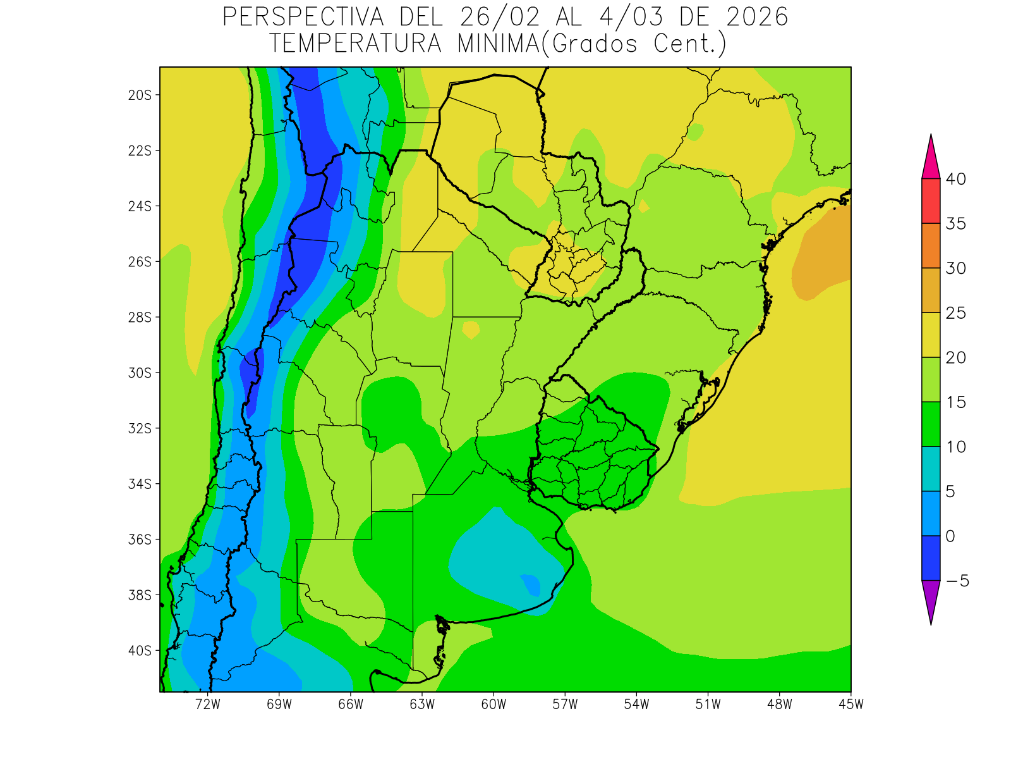 PERSPECTIVA DEL 26/02 AL 4/03 DE 2026
TEMPERATURA MINIMA(Grados Cent.)
20S
22S
24S
26S
28S
30S
32S
34S
36S
38S
40S
72W 69W 66W 63W 60W 57W 54W 51W 48W 45W
40
35
30
25
20
15
10
5
0
−5